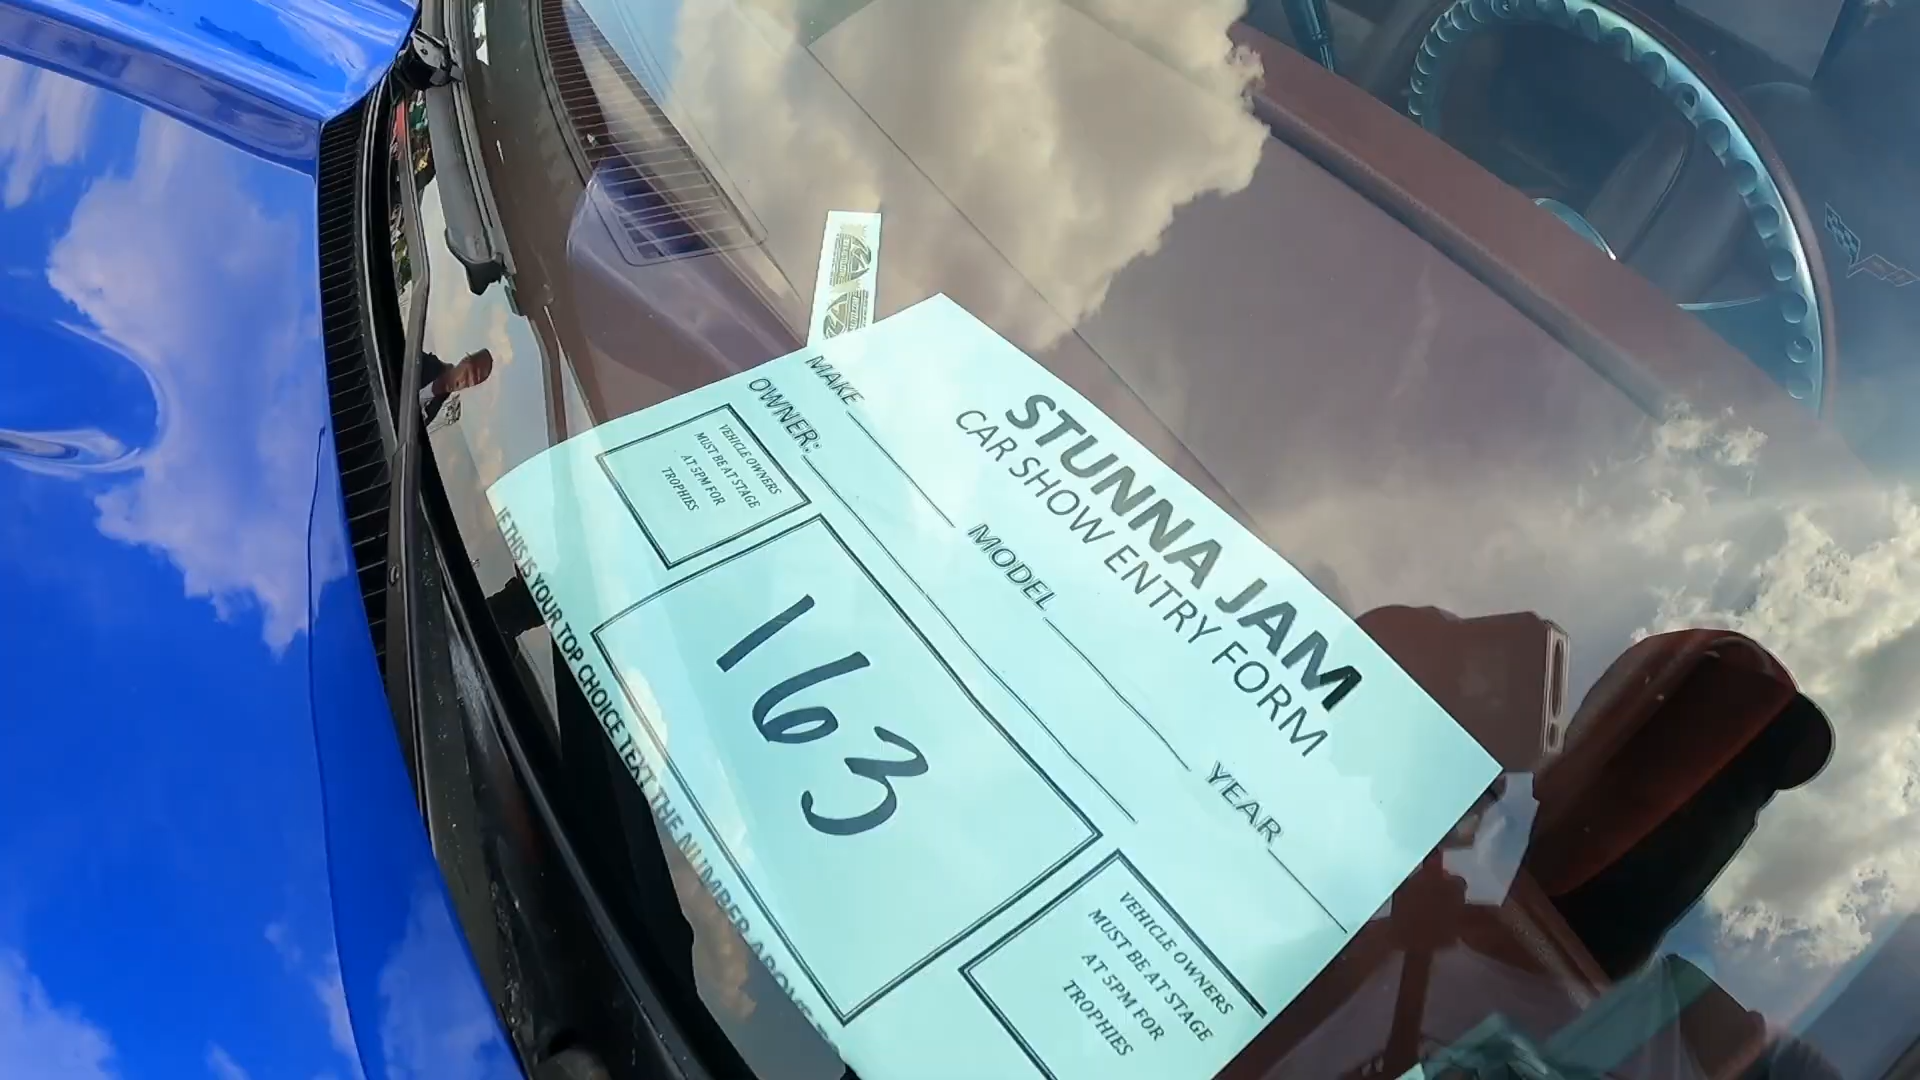 STUNNA JAM
CAR SHOW ENTRY FORM
MAKE MODEL YEAR
OWNER:
VEHICLE OWNERS
MUST BE AT STAGE
AT 5PM FOR
TROPHIES
163
VEHICLE OWNERS
MUST BE AT STAGE
AT 5PM FOR
TROPHIES
IF THIS IS YOUR TOP CHOICE TEXT THE NUMBER ABOVE